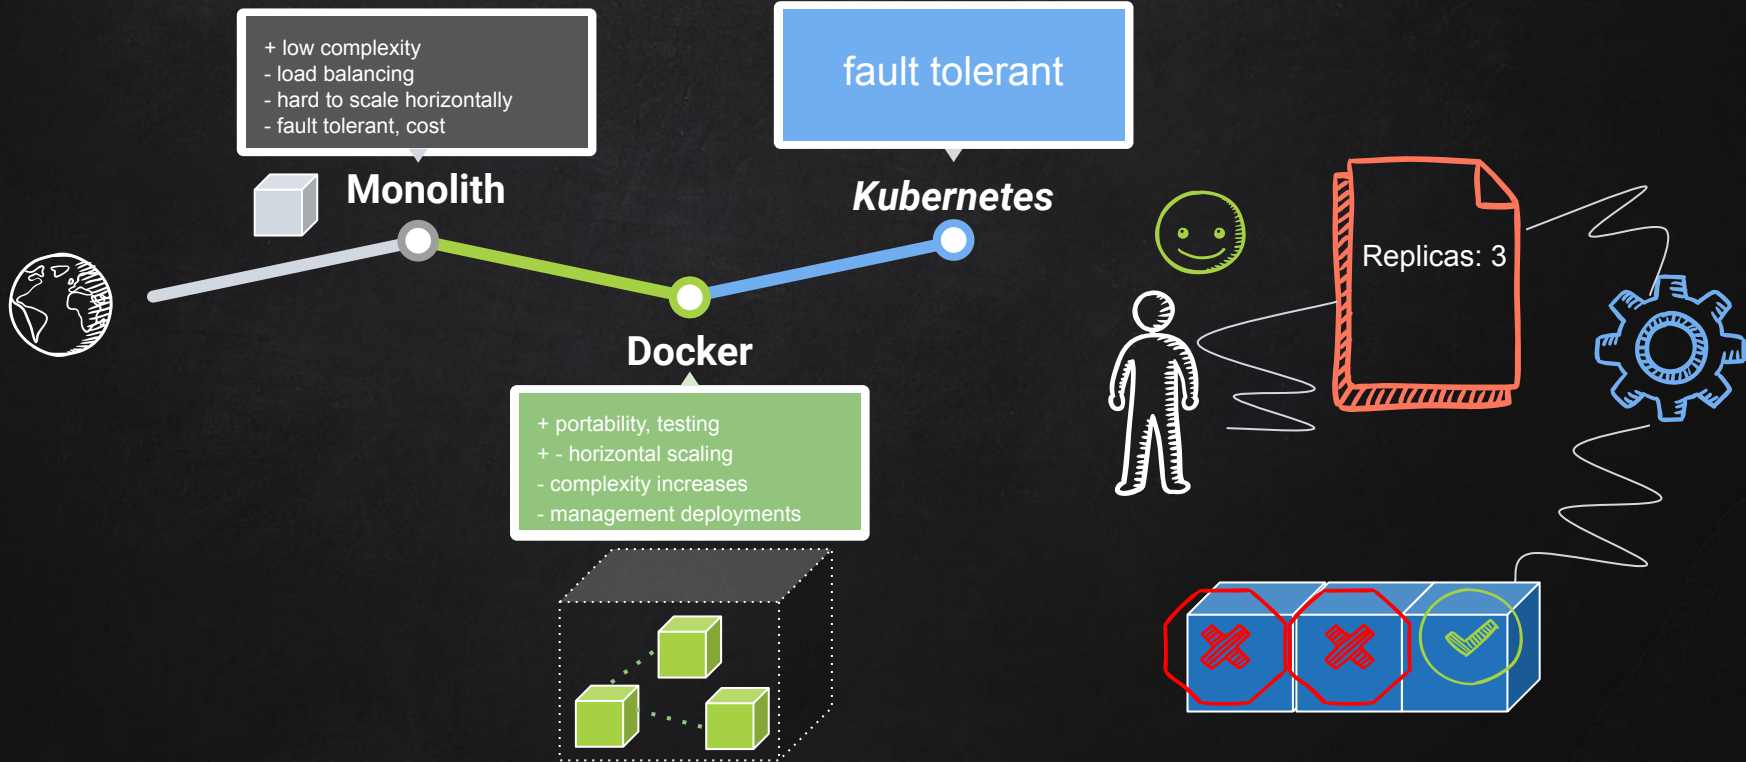 + low complexity
- load balancing
- hard to scale horizontally
- fault tolerant, cost
Monolith
fault tolerant
Kubernetes
Docker
+ portability, testing
+ - horizontal scaling
- complexity increases
- management deployments
Replicas: 3